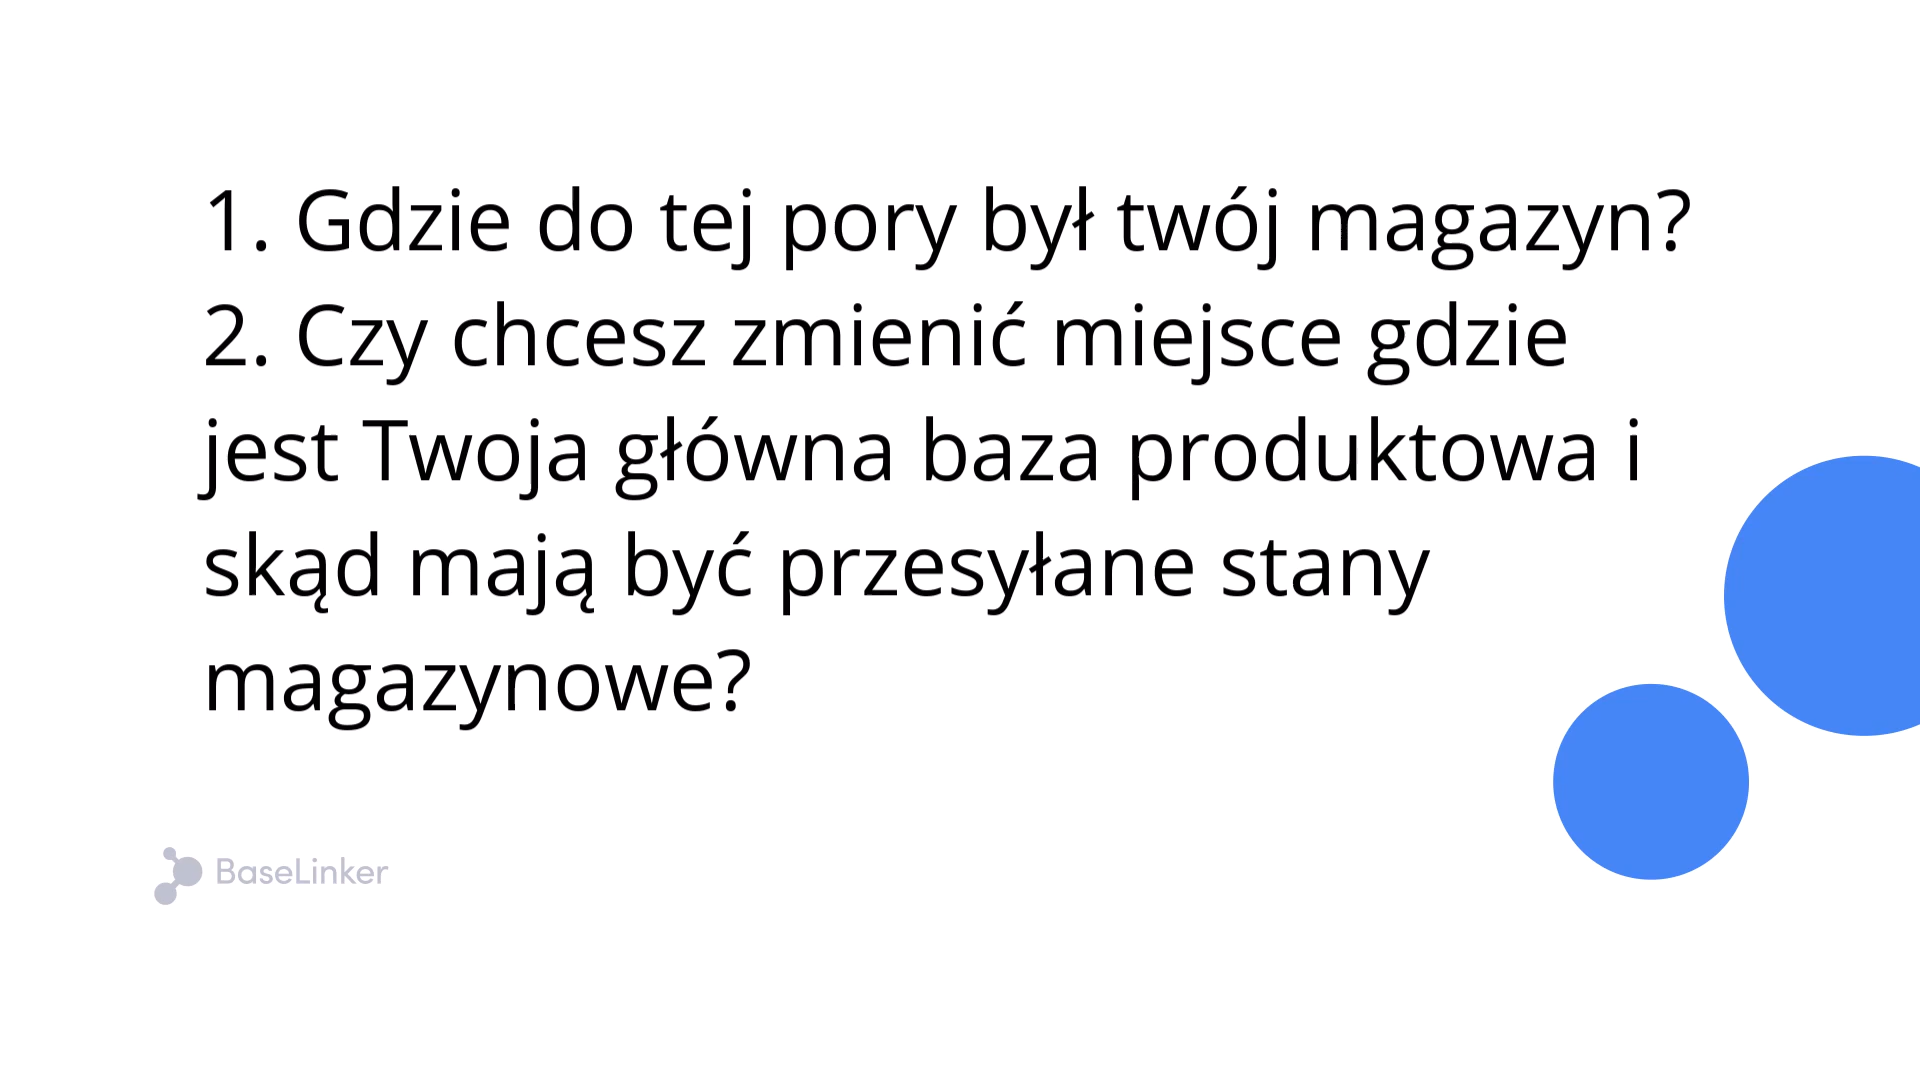 1. Gdzie do tej pory był twój magazyn?
2. Czy chcesz zmienić miejsce gdzie
jest Twoja główna baza produktowa i
skąd mają być przesyłane stany
magazynowe?
BaseLinker